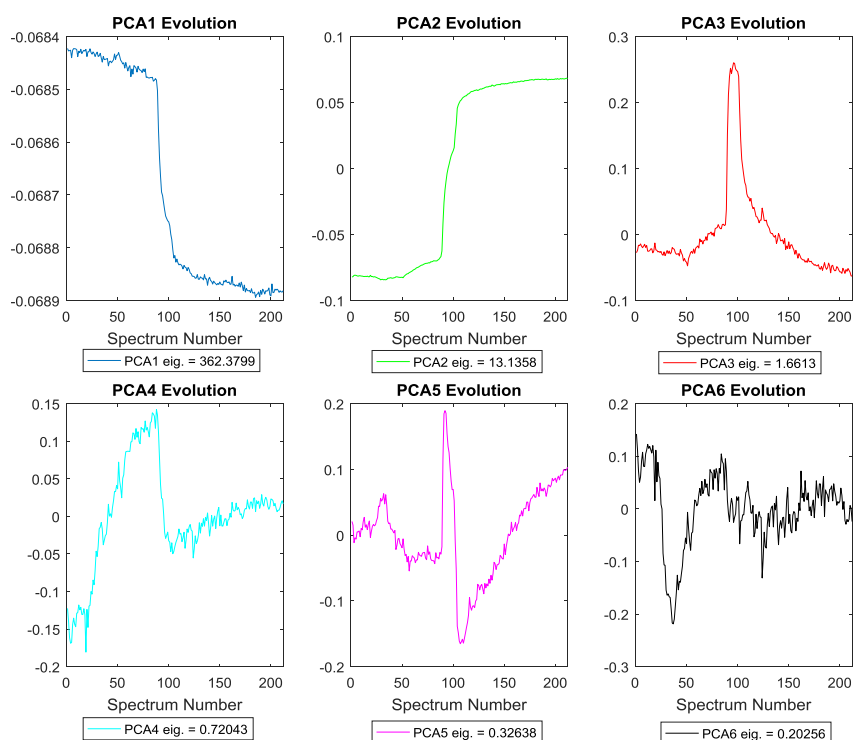 PCA1 Evolution
-0.0684
-0.0685
-0.0686
-0.0687
-0.0688
-0.0689
0 50 100 150 200
Spectrum Number
PCA1 eig. = 362.3799
PCA2 Evolution
0.1
0.05
0
-0.05
-0.1
0 50 100 150 200
Spectrum Number
PCA2 eig. = 13.1358
PCA3 Evolution
0.3
0.2
0.1
0
-0.1
0 50 100 150 200
Spectrum Number
PCA3 eig. = 1.6613
PCA4 Evolution
0.15
0.1
0.05
0
-0.05
-0.1
-0.15
-0.2
0 50 100 150 200
Spectrum Number
PCA4 eig. = 0.72043
PCA5 Evolution
0.2
0.1
0
-0.1
-0.2
0 50 100 150 200
Spectrum Number
PCA5 eig. = 0.32638
PCA6 Evolution
0.2
0.1
0
-0.1
-0.2
-0.3
0 50 100 150 200
Spectrum Number
PCA6 eig. = 0.20256